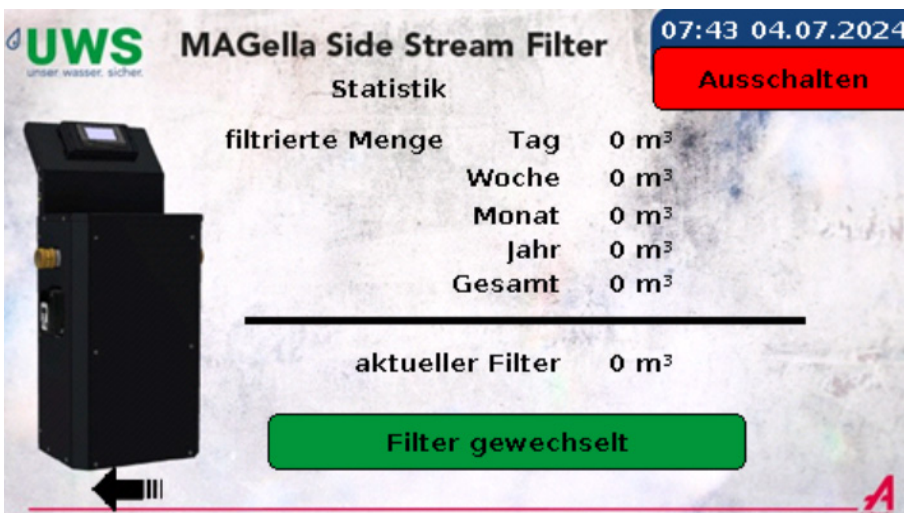 UWS
unser. wasser. sicher.
MAGella Side Stream Filter
07:43 04.07.2024
Statistik
Ausschalten
filtrierte Menge Tag 0 m³
Woche 0 m³
Monat 0 m³
Jahr 0 m³
Gesamt 0 m³
aktueller Filter 0 m³
Filter gewechselt